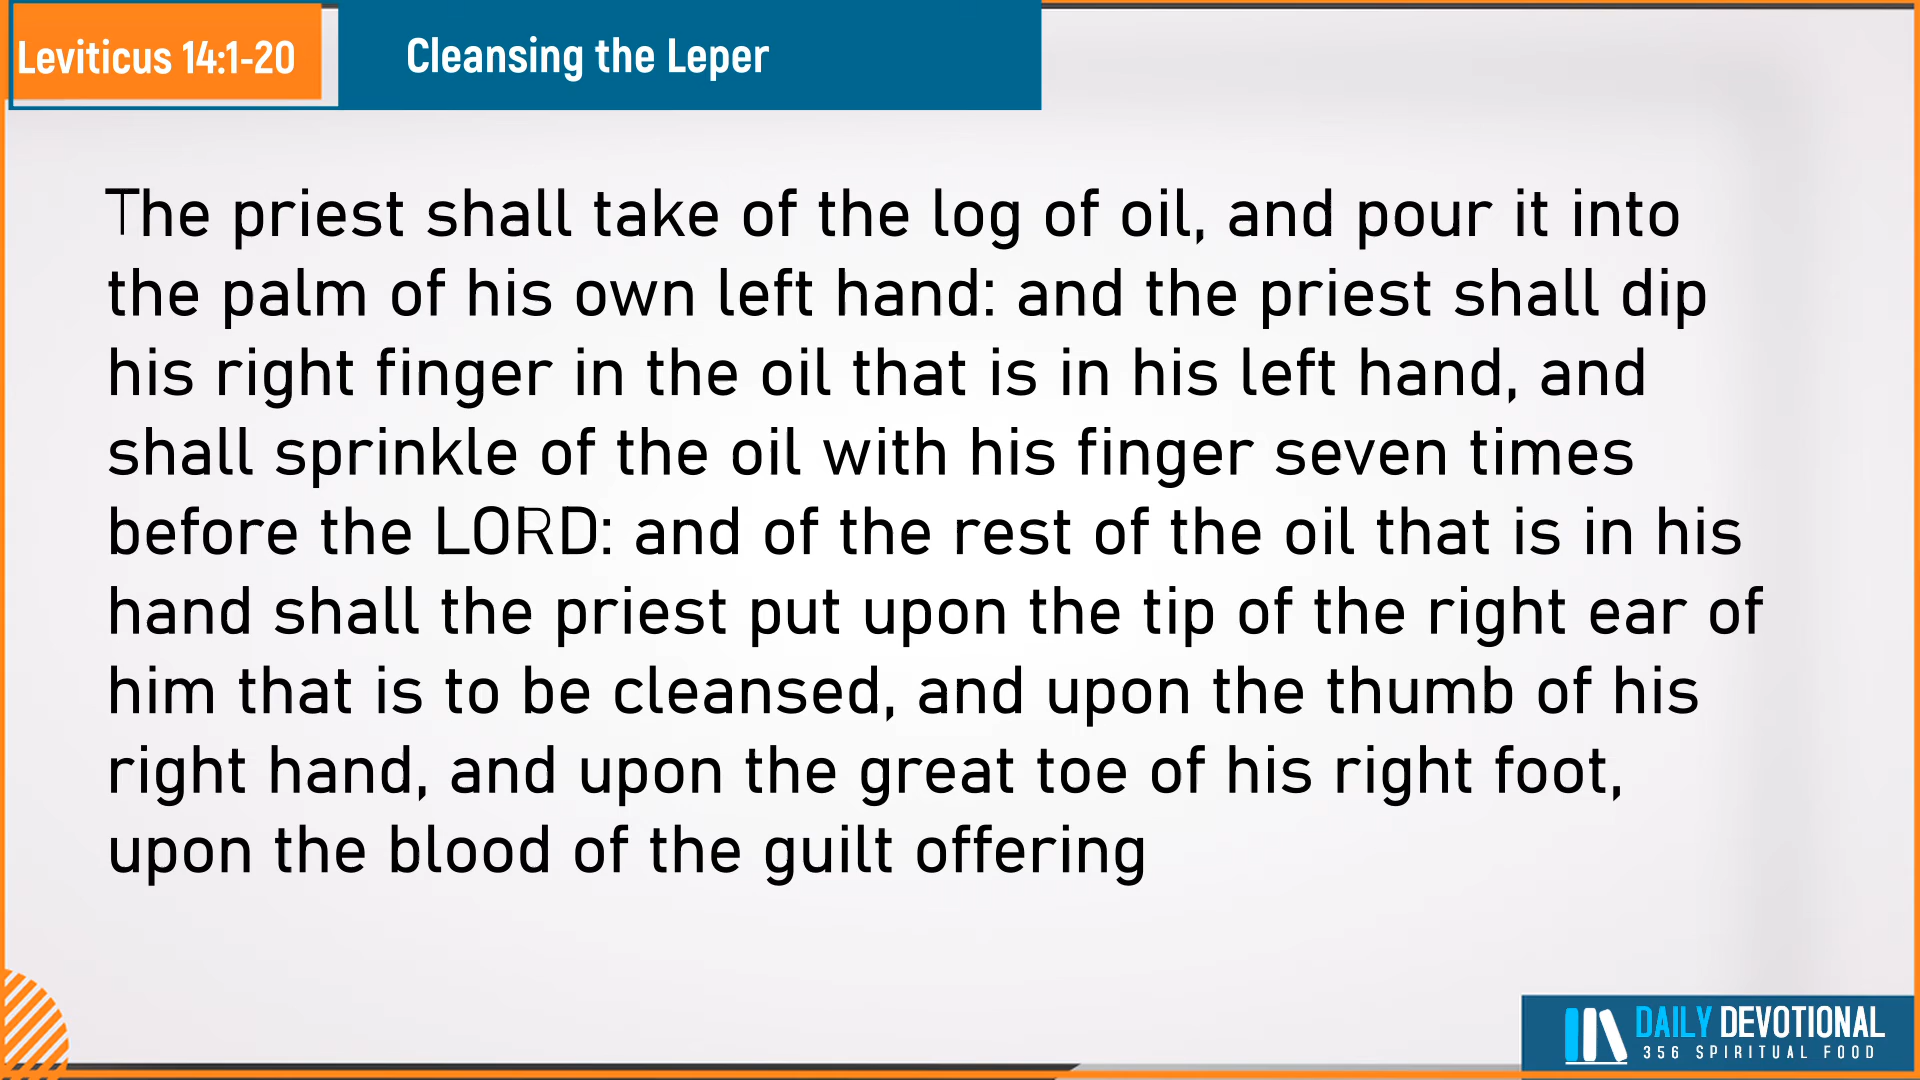 Leviticus 14:1-20
Cleansing the Leper
The priest shall take of the log of oil, and pour it into
the palm of his own left hand: and the priest shall dip
his right finger in the oil that is in his left hand, and
shall sprinkle of the oil with his finger seven times
before the LORD: and of the rest of the oil that is in his
hand shall the priest put upon the tip of the right ear of
him that is to be cleansed, and upon the thumb of his
right hand, and upon the great toe of his right foot,
upon the blood of the guilt offering
DAILY DEVOTIONAL
356 SPIRITUAL FOOD